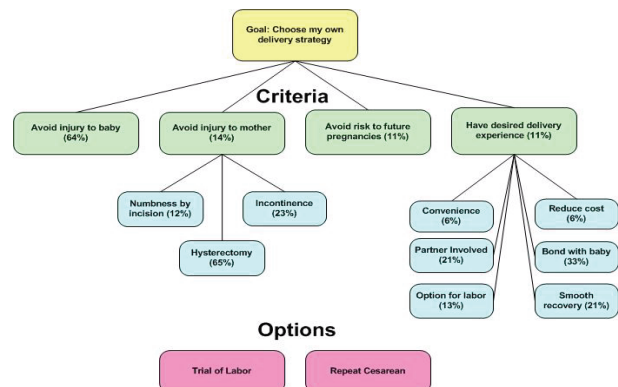 Goal: Choose my own
delivery strategy
Criteria
Avoid injury to baby
(64%)
Avoid injury to mother
(14%)
Avoid risk to future
pregnancies (11%)
Have desired delivery
experience (11%)
Numbness by
incision (12%)
Incontinence
(23%)
Hysterectomy
(65%)
Convenience
(6%)
Reduce cost
(6%)
Partner Involved
(21%)
Bond with baby
(33%)
Option for labor
(13%)
Smooth
recovery (21%)
Options
Trial of Labor
Repeat Cesarean